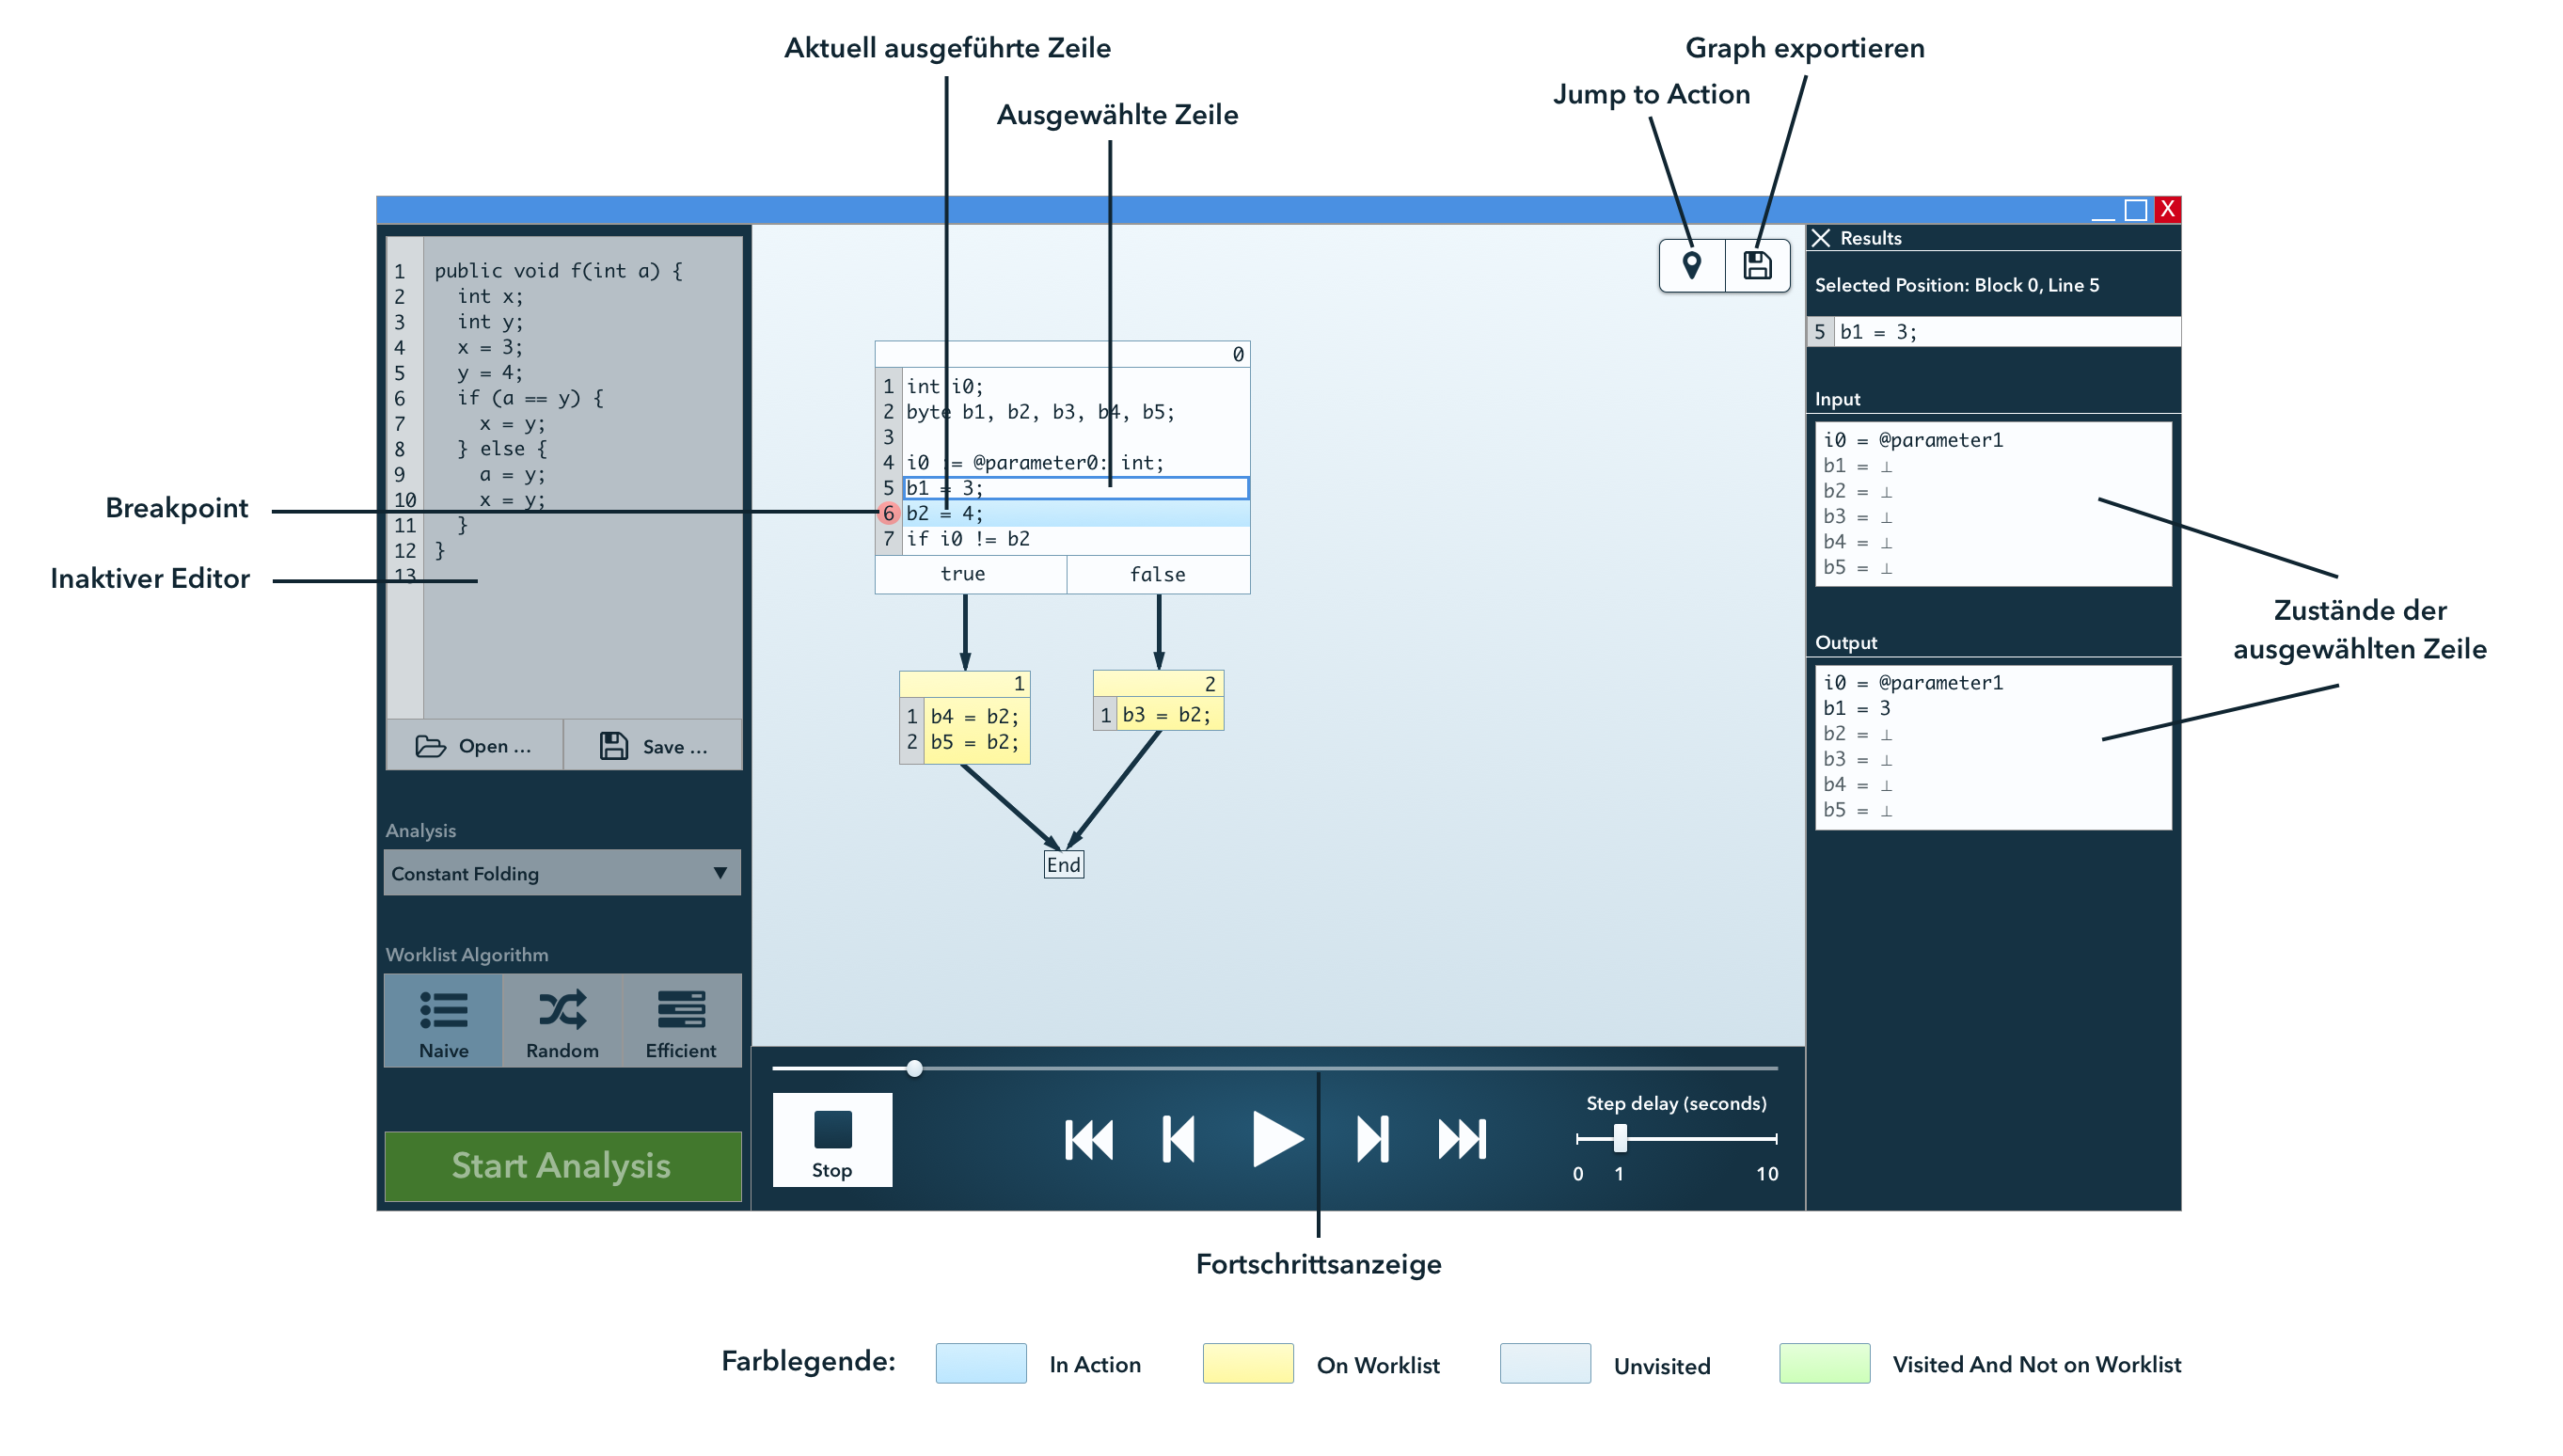 Aktuell ausgeführte Zeile
Graph exportieren
Jump to Action
Ausgewählte Zeile
X
1 public void f(int a) {
2 int x;
3 int y;
4 x = 3;
5 y = 4;
6 if (a == y) {
7 x = y;
8 } else {
9 a = y;
10 x = y;
11 }
12 }
13
Breakpoint
Inaktiver Editor
Open ...
Save ...
Analysis
Constant Folding
Worklist Algorithm
Naive
Random
Efficient
Start Analysis
0
1 int i0;
2 byte b1, b2, b3, b4, b5;
3
4 i0 := @parameter0: int;
5 b1 = 3;
6 b2 = 4;
7 if i0 != b2
true
false
1
1 b4 = b2;
2 b5 = b2;
2
1 b3 = b2;
End
Stop
Step delay (seconds)
0 1 10
Results
Selected Position: Block 0, Line 5
5 b1 = 3;
Input
i0 = @parameter1
b1 = ⊥
b2 = ⊥
b3 = ⊥
b4 = ⊥
b5 = ⊥
Output
i0 = @parameter1
b1 = 3
b2 = ⊥
b3 = ⊥
b4 = ⊥
b5 = ⊥
Zustände der
ausgewählten Zeile
Fortschrittsanzeige
Farblegende:
In Action
On Worklist
Unvisited
Visited And Not on Worklist